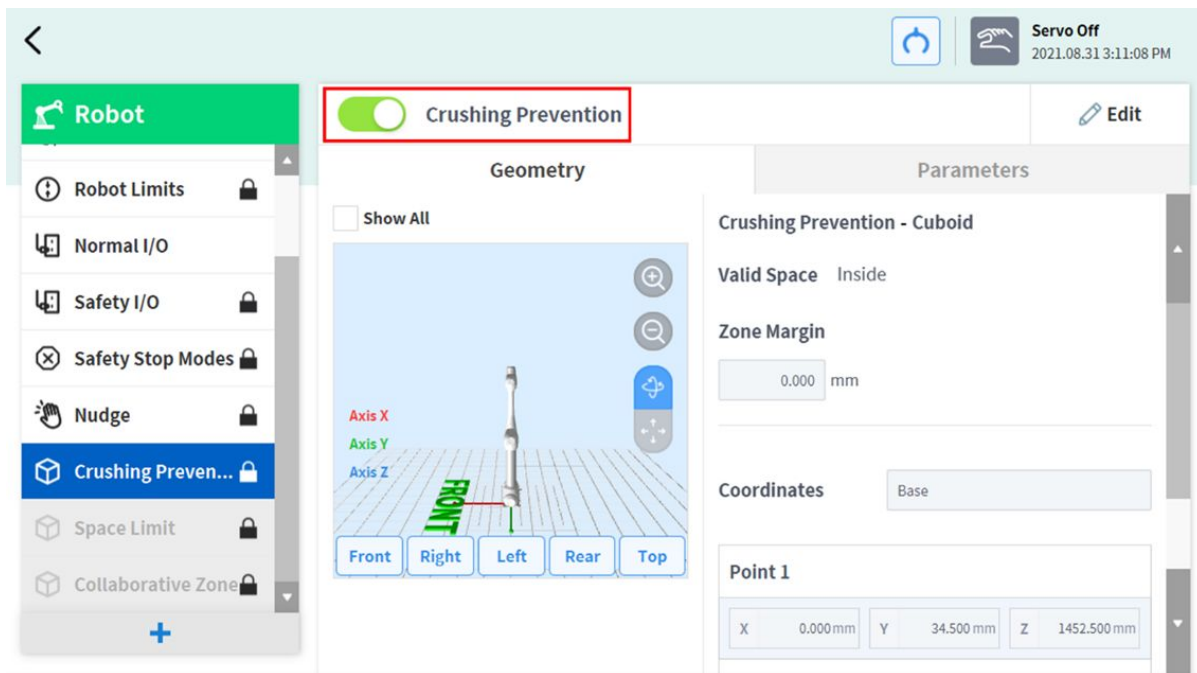 Servo Off
2021.08.31 3:11:08 PM
Robot
Robot Limits
Normal I/O
Safety I/O
Safety Stop Modes
Nudge
Crushing Preven...
Space Limit
Collaborative Zone
+
Crushing Prevention
Edit
Geometry
Parameters
Show All
Axis X
Axis Y
Axis Z
FRONT
Front Right Left Rear Top
Crushing Prevention - Cuboid
Valid Space Inside
Zone Margin
0.000 mm
Coordinates Base
Point 1
X 0.000 mm Y 34.500 mm Z 1452.500 mm